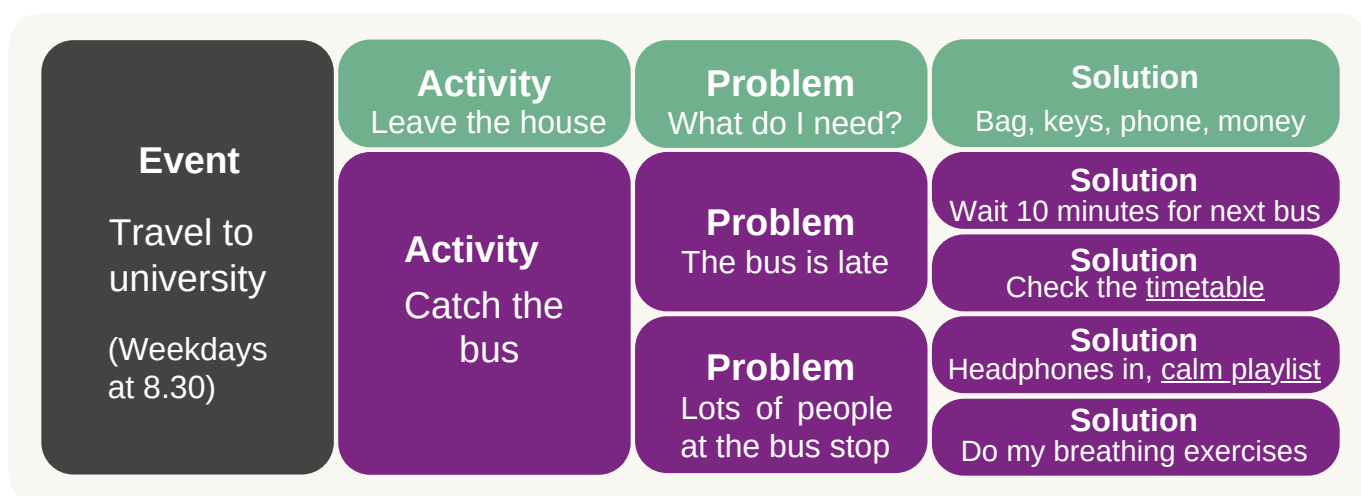 Event
Travel to
university
(Weekdays
at 8.30)
Activity
Leave the house
Problem
What do I need?
Solution
Bag, keys, phone, money
Activity
Catch the
bus
Problem
The bus is late
Solution
Wait 10 minutes for next bus
Solution
Check the timetable
Problem
Lots of people
at the bus stop
Solution
Headphones in, calm playlist
Solution
Do my breathing exercises